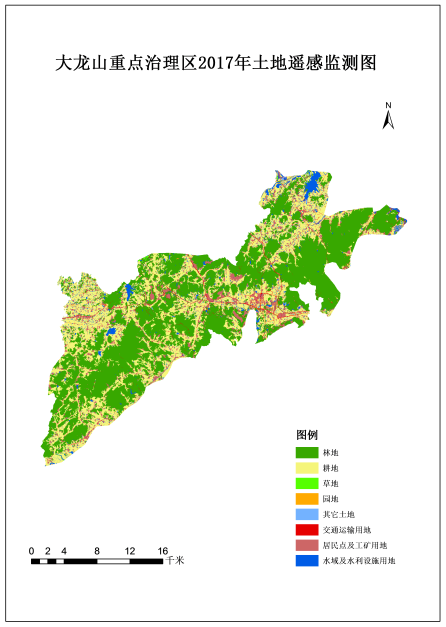 大龙山重点治理区2017年土地遥感监测图
N
图例
林地
耕地
草地
园地
其它土地
交通运输用地
居民点及工矿用地
水域及水利设施用地
0 2 4 8 12 16
千米